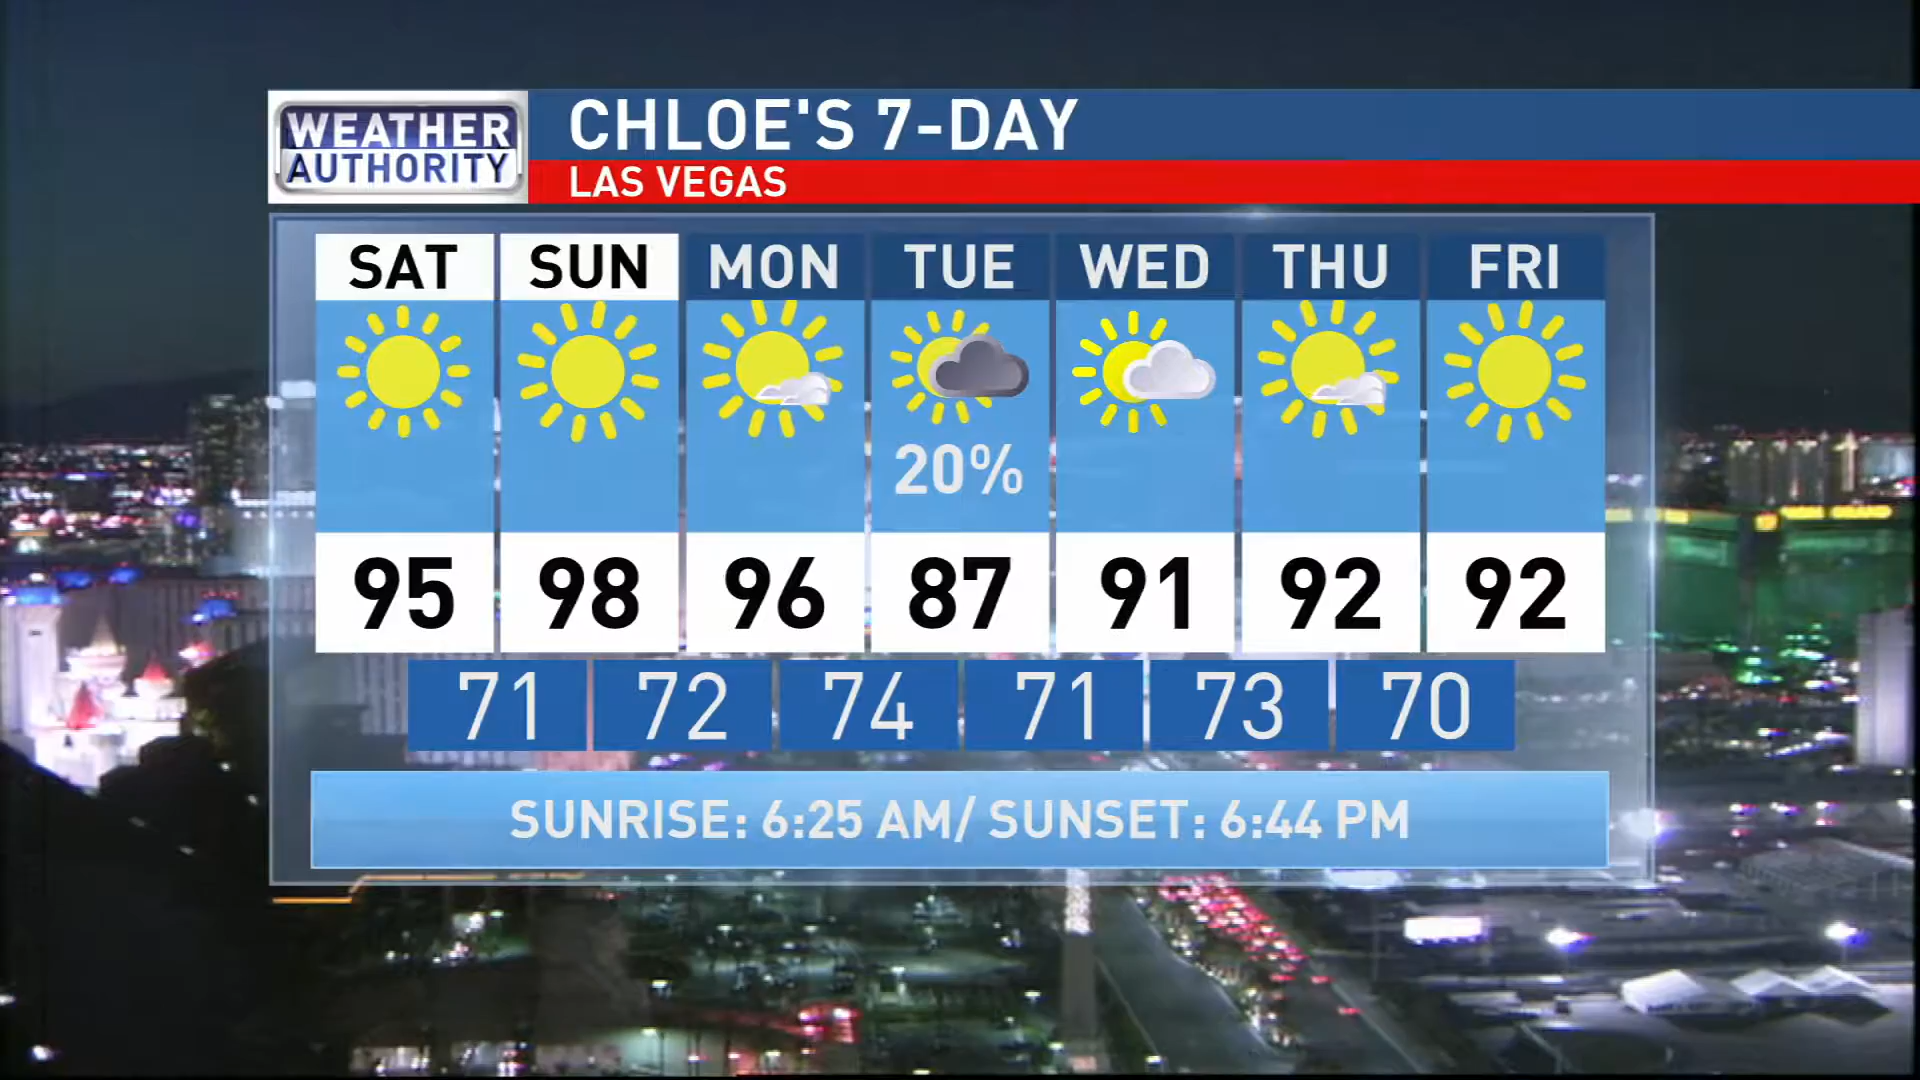 WEATHER
AUTHORITY
CHLOE'S 7-DAY
LAS VEGAS
SAT SUN MON TUE WED THU FRI
20%
95 98 96 87 91 92 92
71 72 74 71 73 70
SUNRISE: 6:25 AM/ SUNSET: 6:44 PM